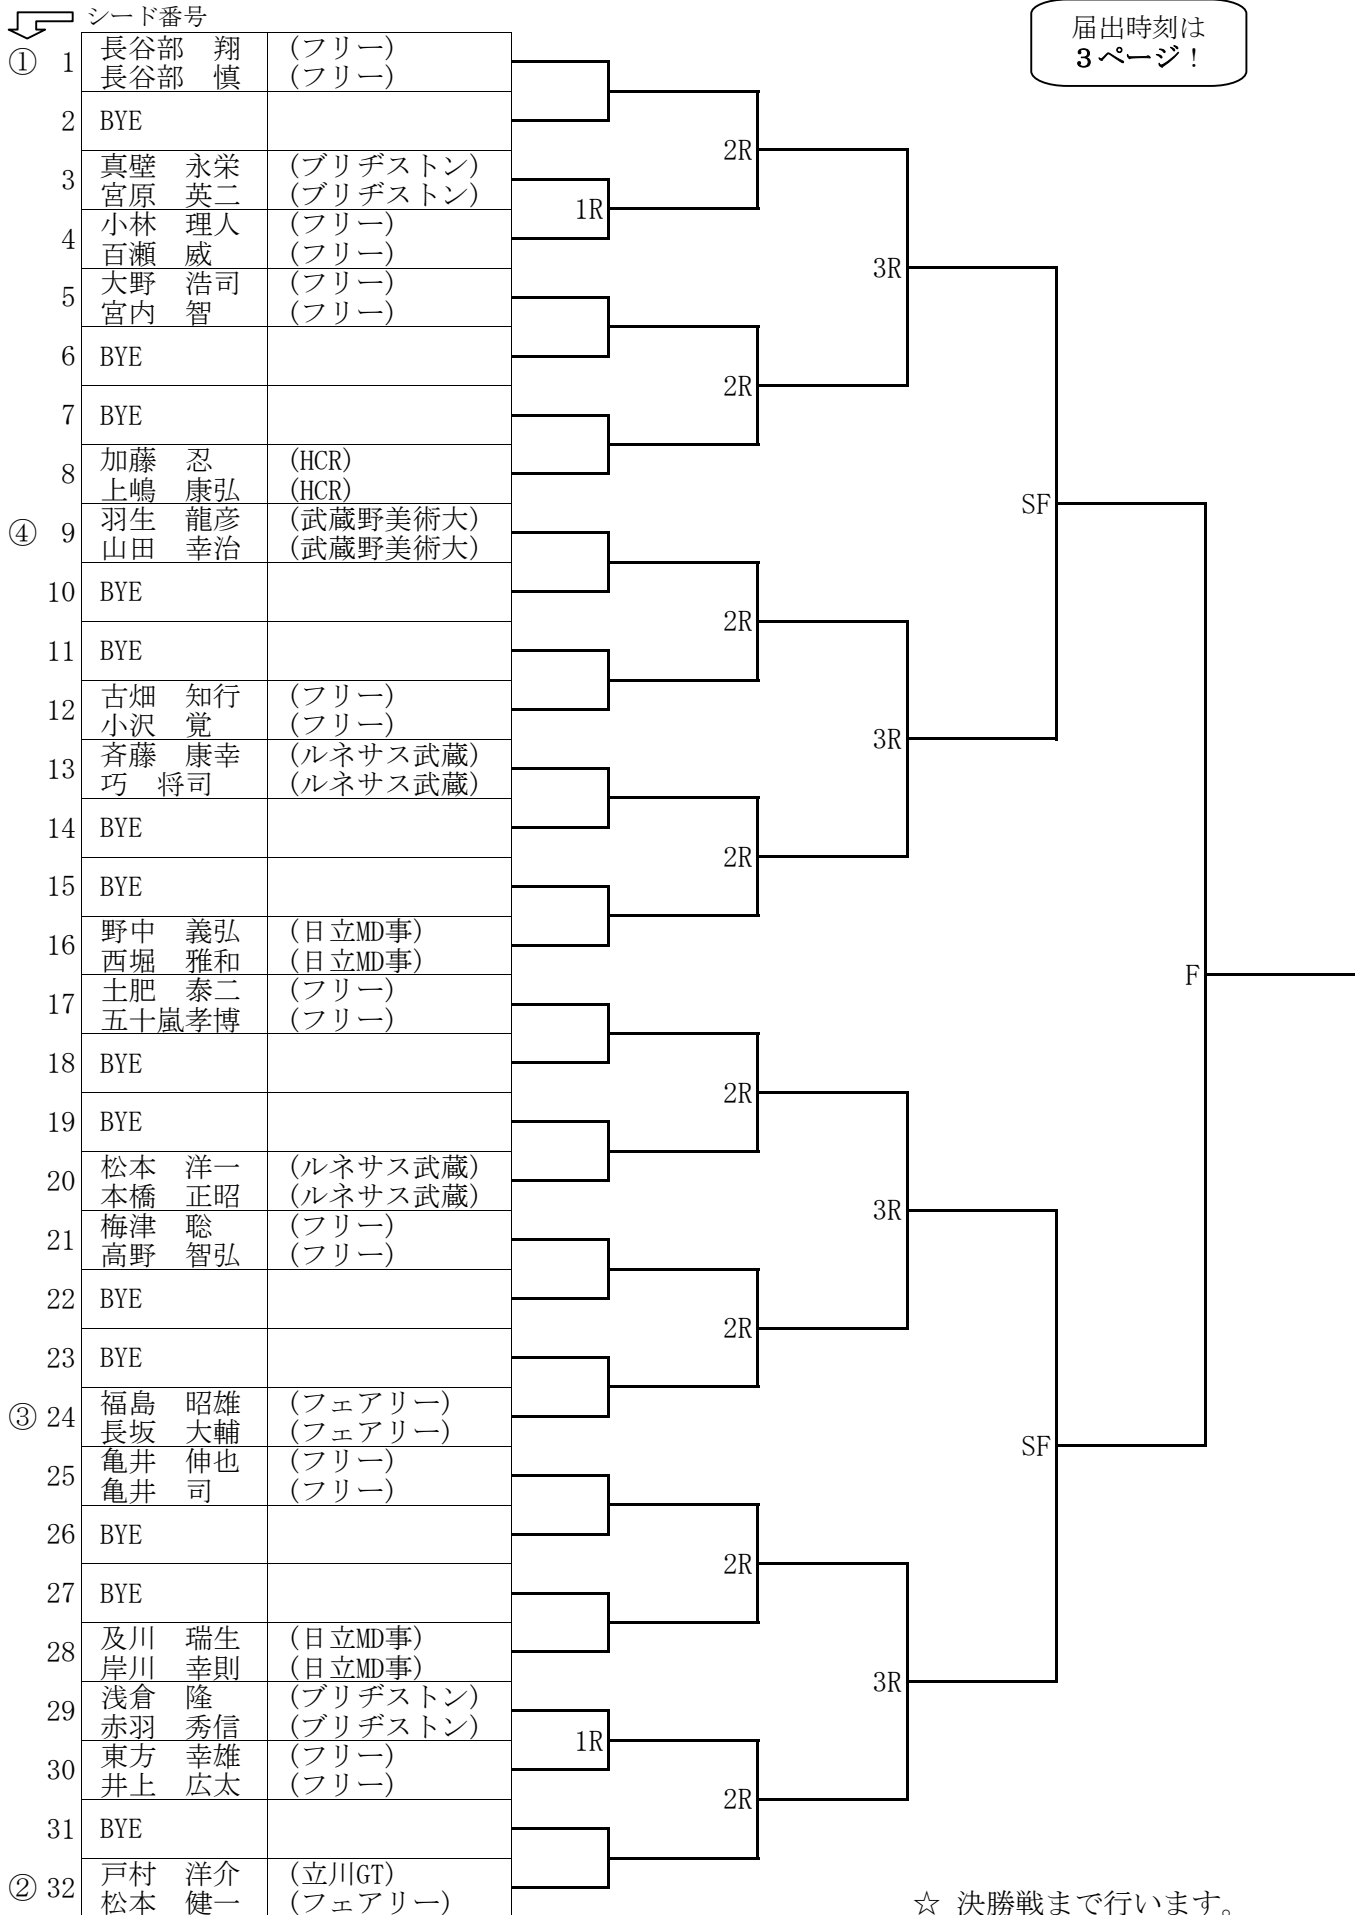 シード番号
届出時刻は
3ページ！
① 1 長谷部 翔 (フリー)
長谷部 慎 (フリー)
2 BYE
3 真壁 永栄 (ブリヂストン)
宮原 英二 (ブリヂストン)
4 小林 理人 (フリー)
百瀬 威 (フリー)
5 大野 浩司 (フリー)
宮内 智 (フリー)
6 BYE
7 BYE
8 加藤 忍 (HCR)
上嶋 康弘 (HCR)
④ 9 羽生 龍彦 (武蔵野美術大)
山田 幸治 (武蔵野美術大)
10 BYE
11 BYE
12 古畑 知行 (フリー)
小沢 覚 (フリー)
13 斉藤 康幸 (ルネサス武蔵)
巧 将司 (ルネサス武蔵)
14 BYE
15 BYE
16 野中 義弘 (日立MD事)
西堀 雅和 (日立MD事)
17 土肥 泰二 (フリー)
五十嵐孝博 (フリー)
18 BYE
19 BYE
20 松本 洋一 (ルネサス武蔵)
本橋 正昭 (ルネサス武蔵)
21 梅津 聡 (フリー)
高野 智弘 (フリー)
22 BYE
23 BYE
③ 24 福島 昭雄 (フェアリー)
長坂 大輔 (フェアリー)
25 亀井 伸也 (フリー)
亀井 司 (フリー)
26 BYE
27 BYE
28 及川 瑞生 (日立MD事)
岸川 幸則 (日立MD事)
29 浅倉 隆 (ブリヂストン)
赤羽 秀信 (ブリヂストン)
30 東方 幸雄 (フリー)
井上 広太 (フリー)
31 BYE
② 32 戸村 洋介 (立川GT)
松本 健一 (フェアリー)
1R
1R
2R
2R
2R
2R
2R
2R
2R
2R
3R
3R
3R
3R
SF
SF
F
☆ 決勝戦まで行います。